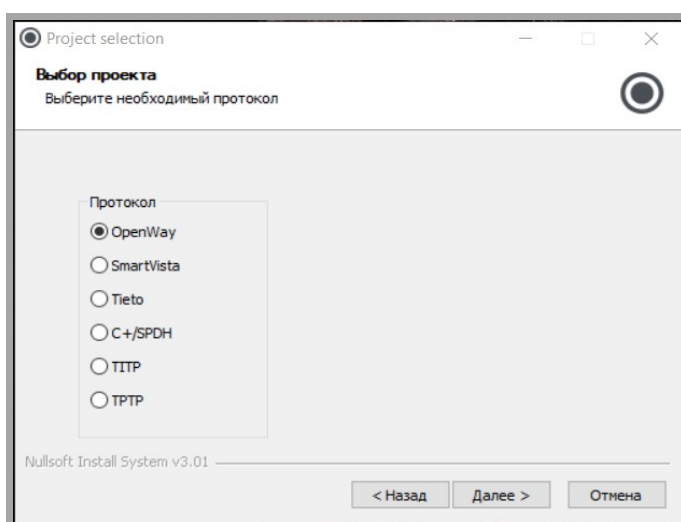 Project selection
Выбор проекта
Выберите необходимый протокол
Протокол
OpenWay
SmartVista
Tieto
C+/SPDH
TITP
TPTP
Nullsoft Install System v3.01
< Назад
Далее >
Отмена